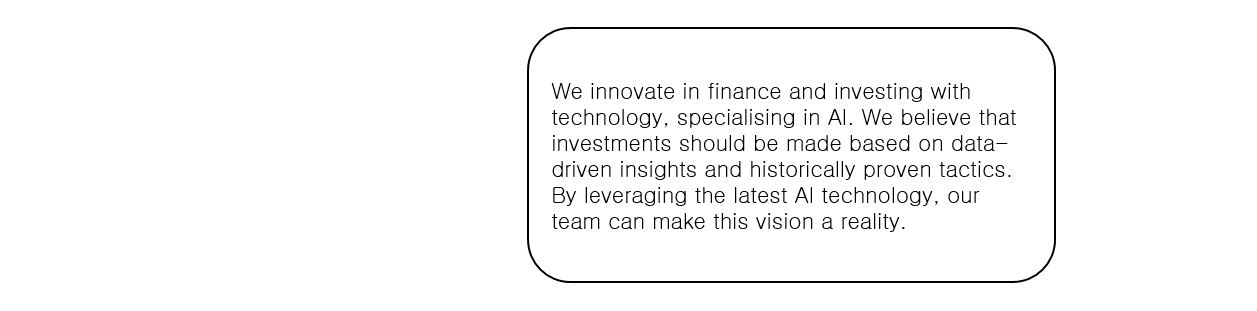 We innovate in finance and investing with
technology, specialising in AI. We believe that
investments should be made based on data-
driven insights and historically proven tactics.
By leveraging the latest AI technology, our
team can make this vision a reality.